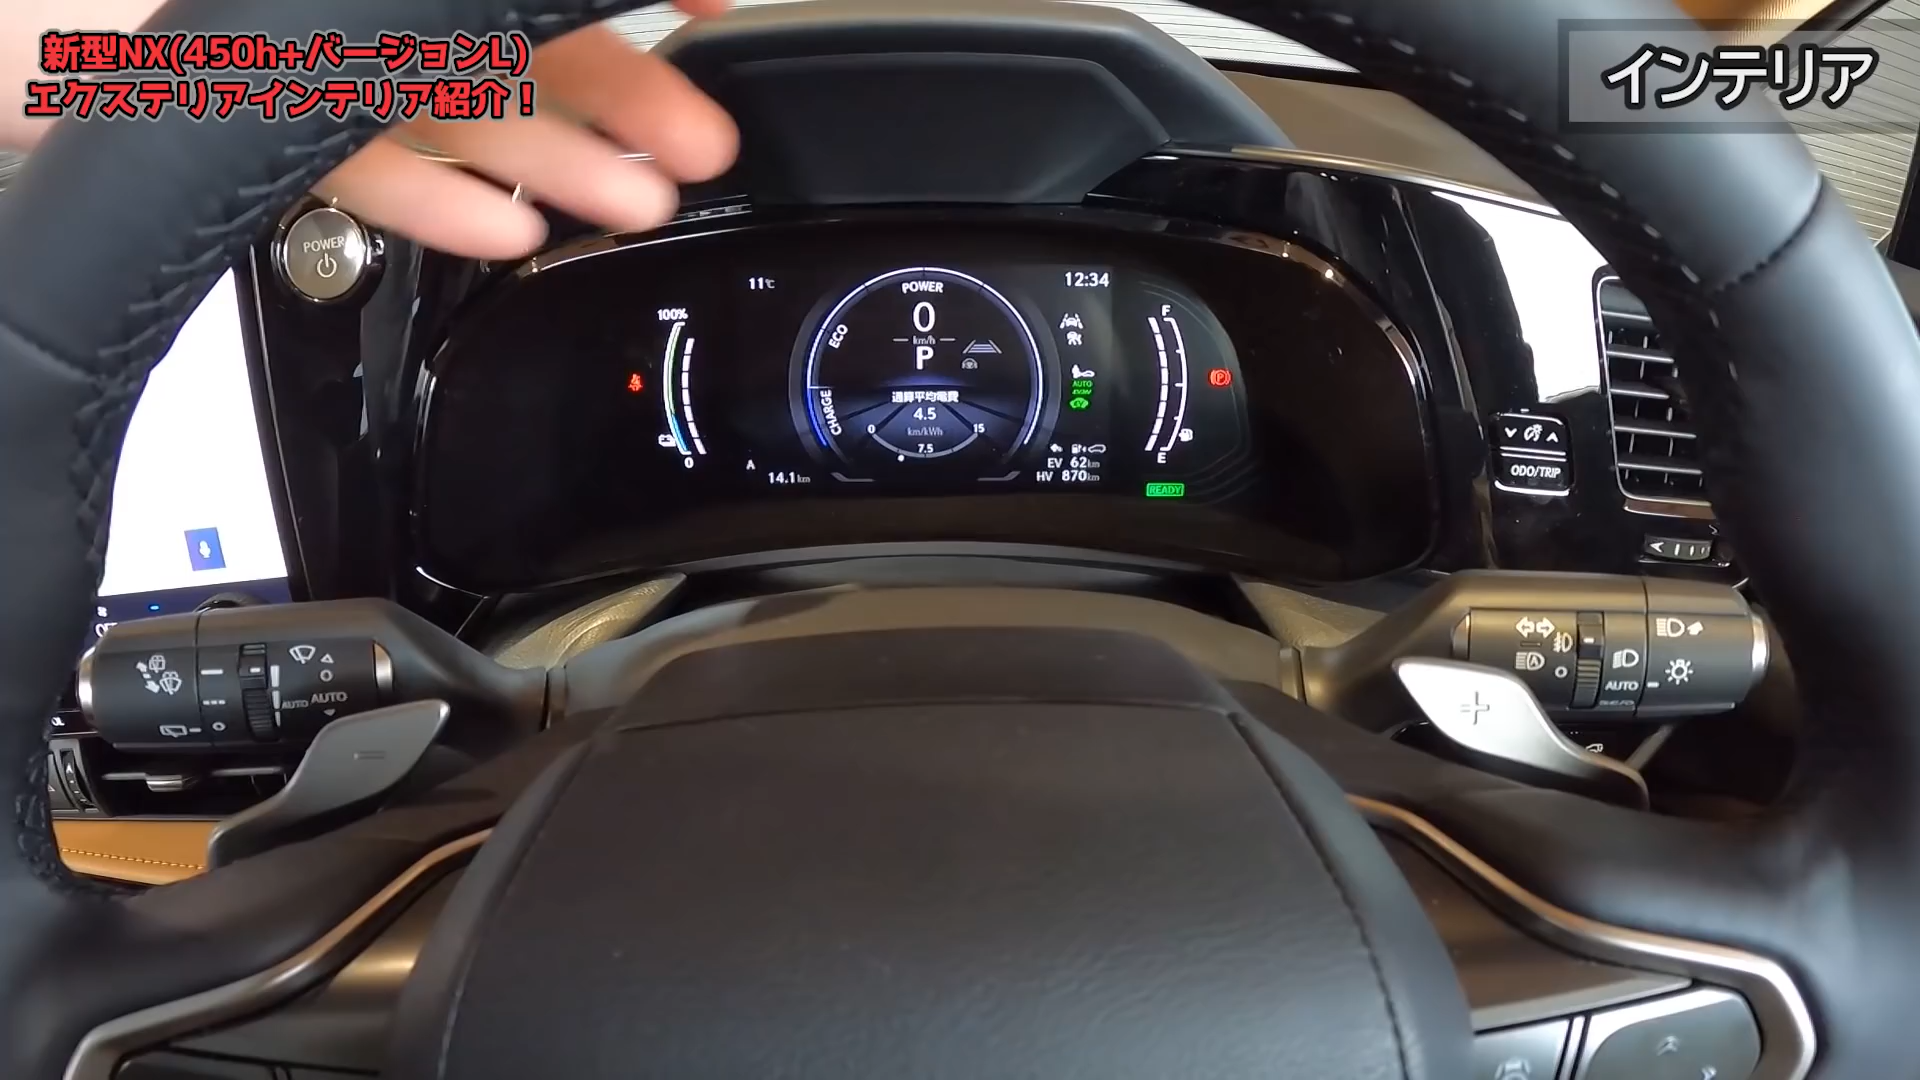 新型NX(450h+バージョンL)
エクステリアインテリア紹介！
インテリア
POWER
11℃
POWER
12:34
100%
0
F
ECO
km/h
P
CHARGE
AUTO
EV
通算平均電費
4.5
km/kWh
0
15
7.5
0
E
A
14.1km
EV 62km
HV 870km
READY
ODO/TRIP
AUTO
AUTO
AUTO